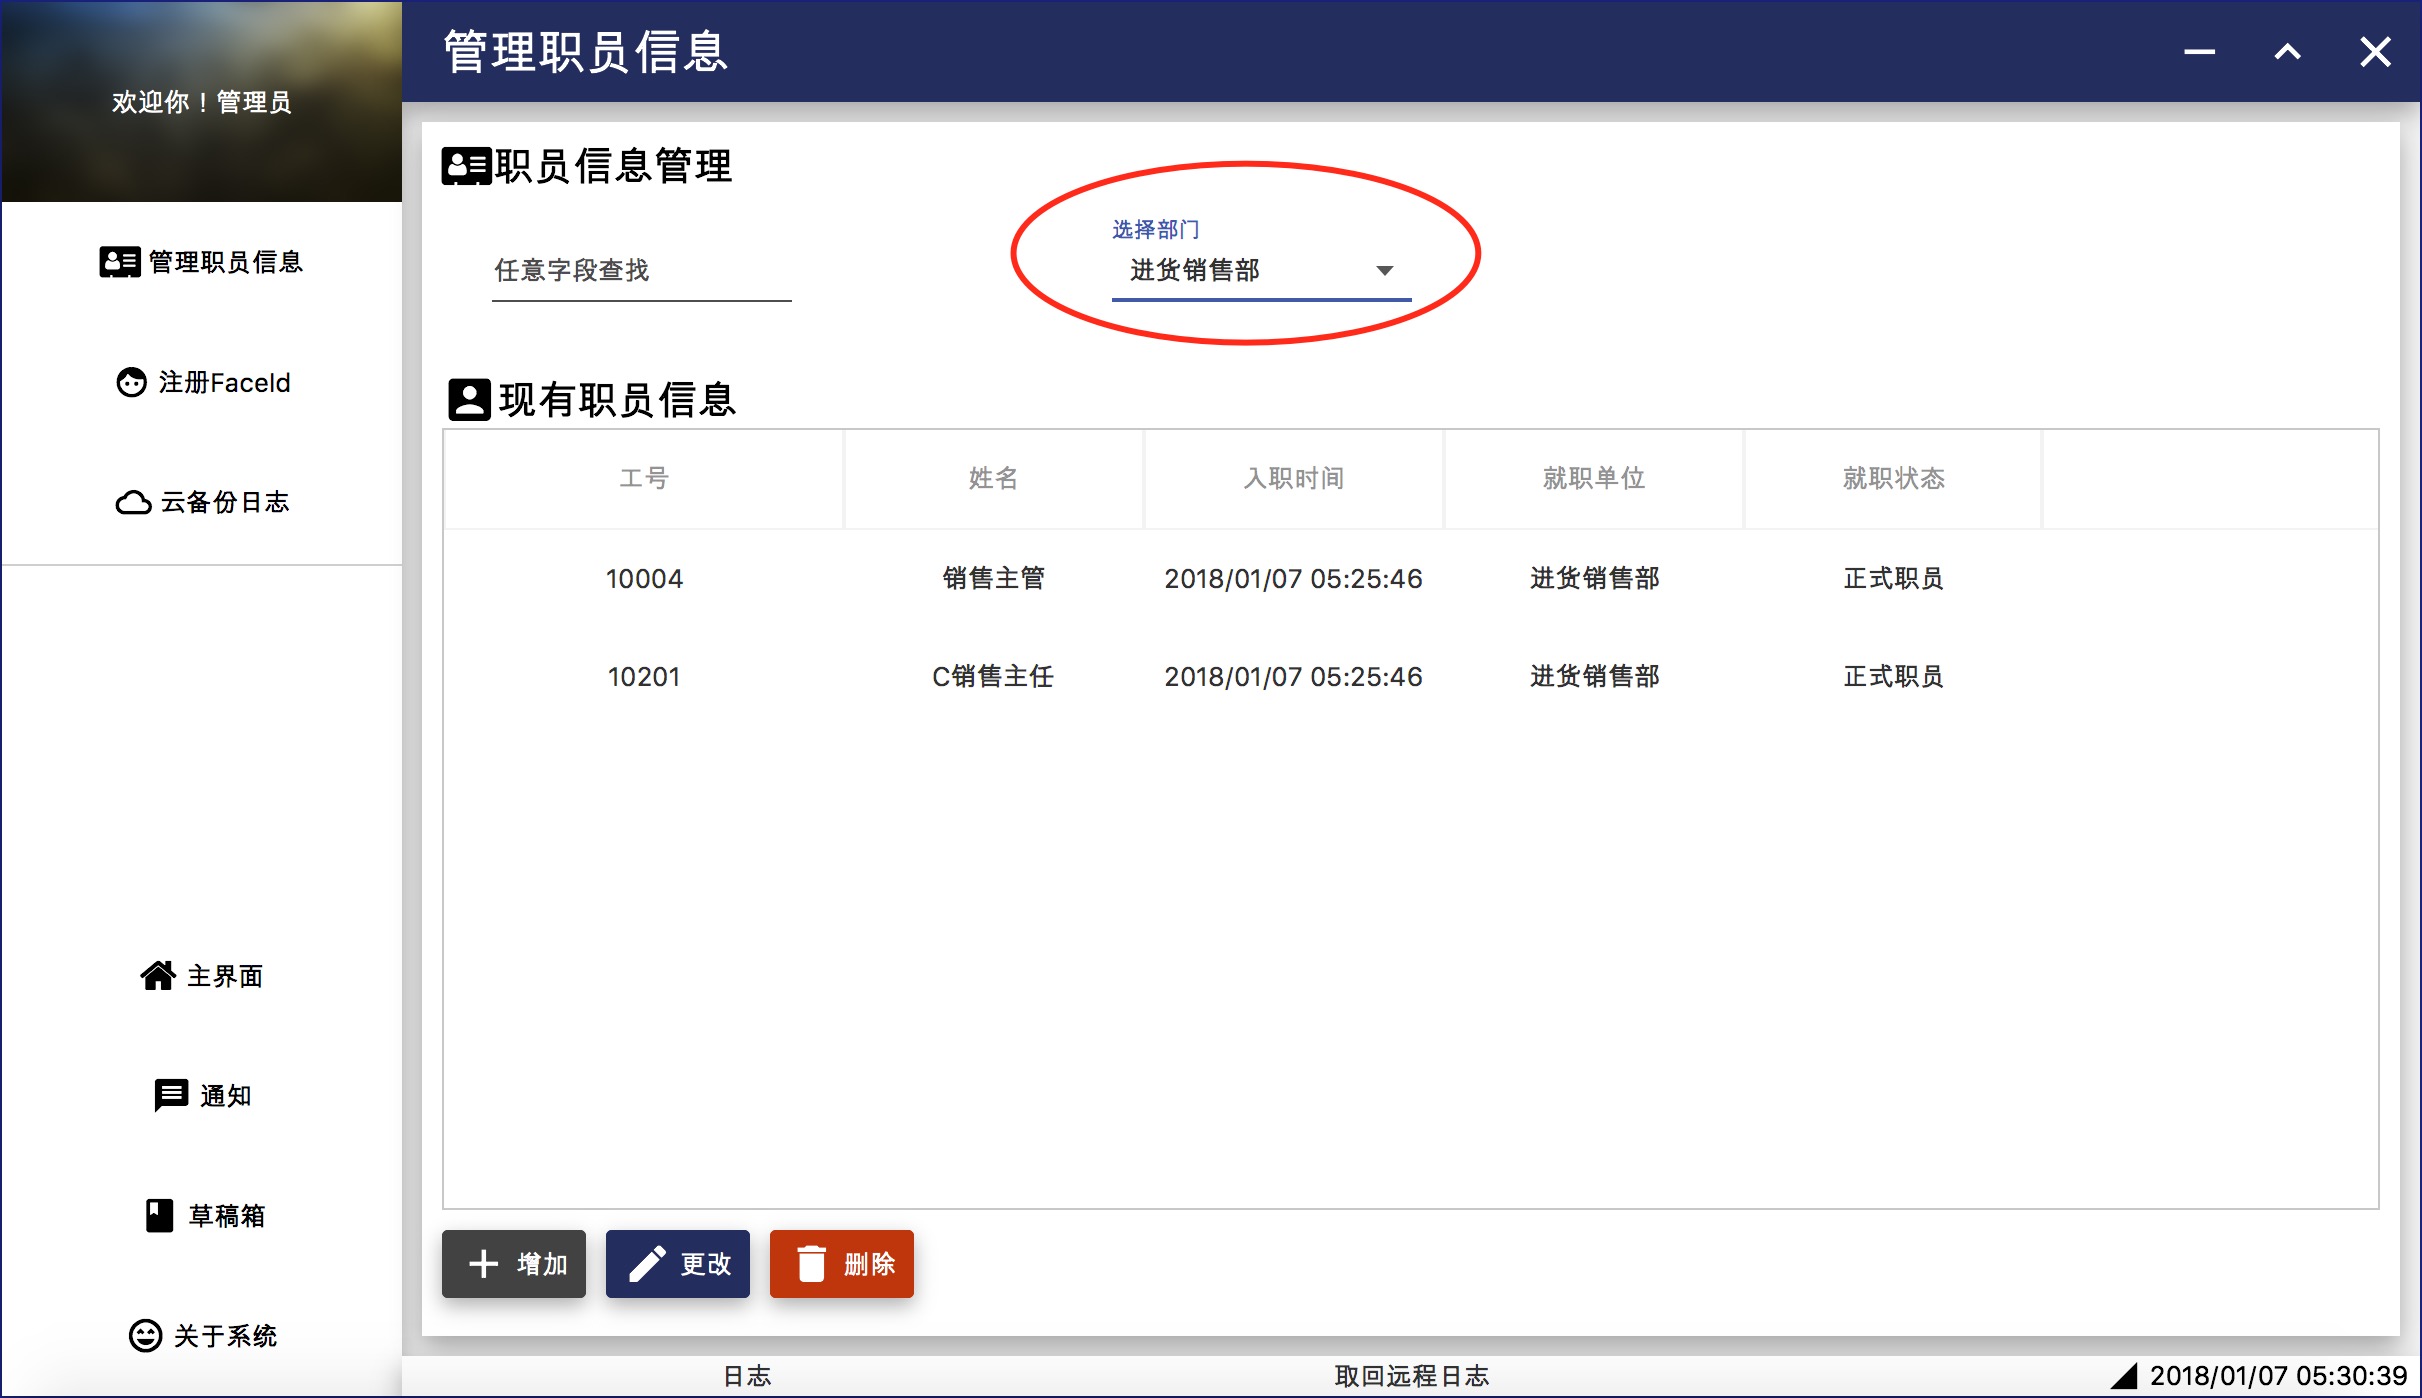 欢迎你！管理员
管理职员信息
注册FaceId
云备份日志
主界面
通知
草稿箱
关于系统
管理职员信息
职员信息管理
任意字段查找
选择部门
进货销售部
现有职员信息
工号 姓名 入职时间 就职单位 就职状态
10004 销售主管 2018/01/07 05:25:46 进货销售部 正式职员
10201 C销售主任 2018/01/07 05:25:46 进货销售部 正式职员
增加 更改 删除
日志 取回远程日志 2018/01/07 05:30:39